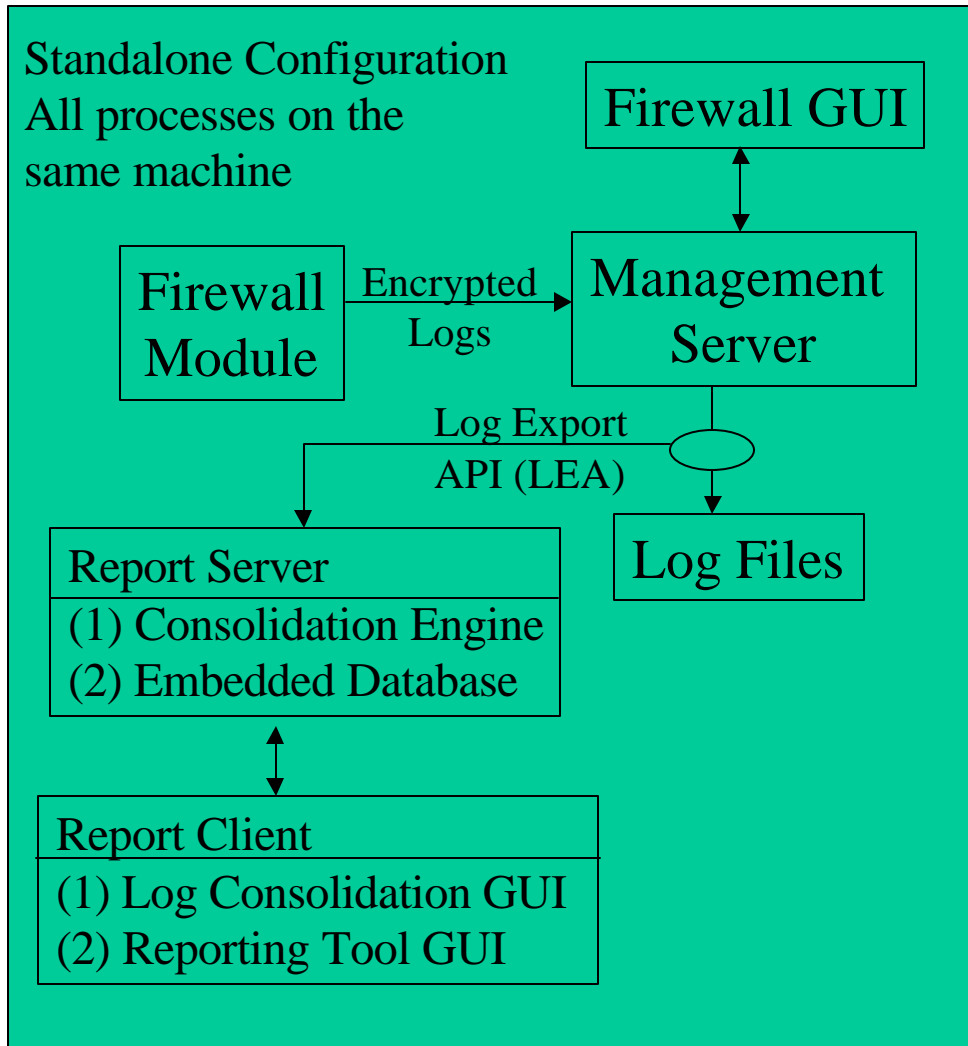 Standalone Configuration
All processes on the
same machine
Firewall GUI
Firewall
Module
Encrypted
Logs
Management
Server
Log Export
API (LEA)
Log Files
Report Server
(1) Consolidation Engine
(2) Embedded Database
Report Client
(1) Log Consolidation GUI
(2) Reporting Tool GUI